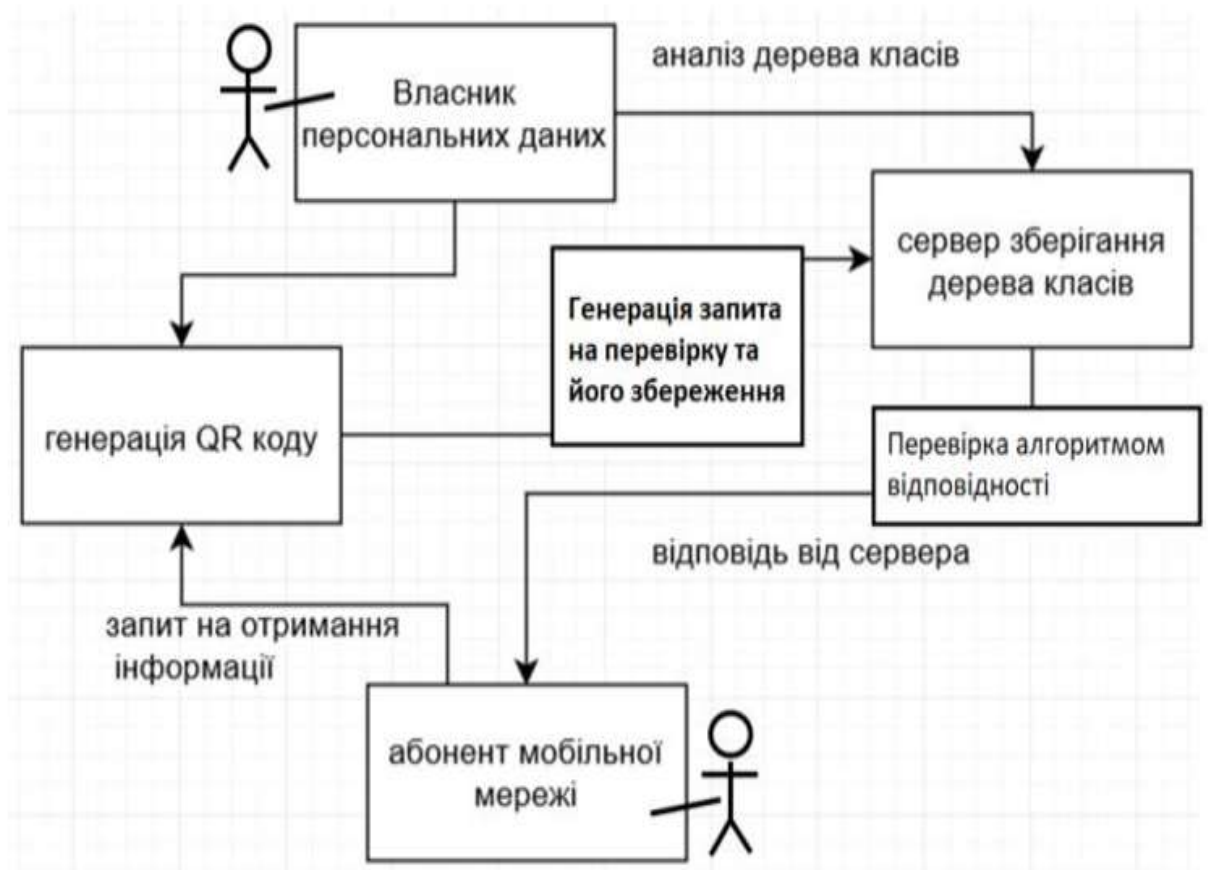 аналіз дерева класів
Власник
персональних даних
сервер зберігання
дерева класів
Генерація запита
на перевірку та
його збереження
генерація QR коду
Перевірка алгоритмом
відповідності
відповідь від сервера
запит на отримання
інформації
абонент мобільної
мережі